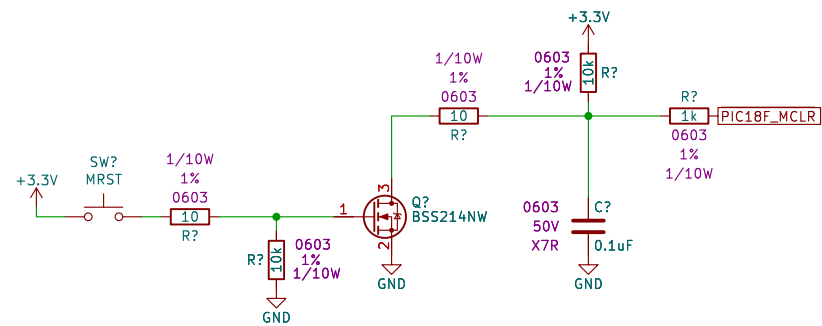 +3.3V
SW?
MRST
1/10W
1%
0603
10
R?
R?
10k
0603
1%
1/10W
GND
1
3
2
Q?
BSS214NW
GND
1/10W
1%
0603
10
R?
+3.3V
0603
1%
1/10W
10k
R?
R?
1k
0603
1%
1/10W
PIC18F_MCLR
0603
50V
X7R
C?
0.1uF
GND